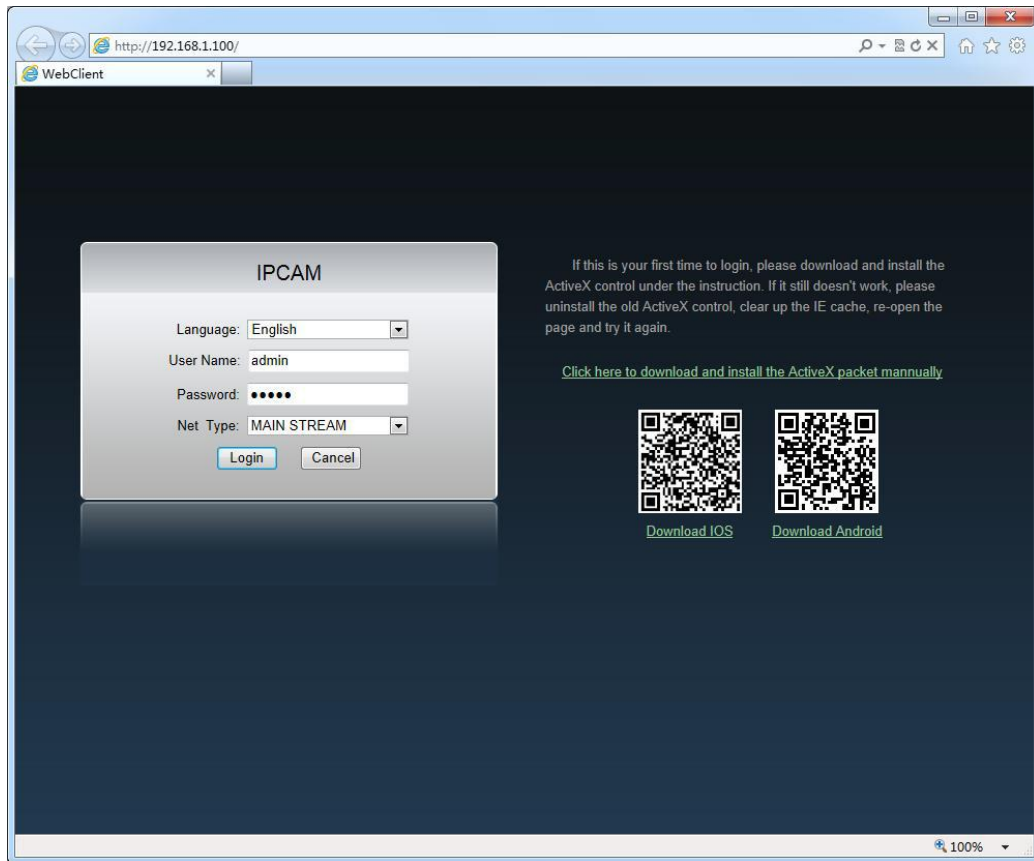 http://192.168.1.100/
WebClient
IPCAM
Language: English
User Name: admin
Password: •••••
Net Type: MAIN STREAM
Login Cancel
If this is your first time to login, please download and install the
ActiveX control under the instruction. If it still doesn't work, please
uninstall the old ActiveX control, clear up the IE cache, re-open the
page and try it again.
Click here to download and install the ActiveX packet mannually
Download IOS Download Android
100%